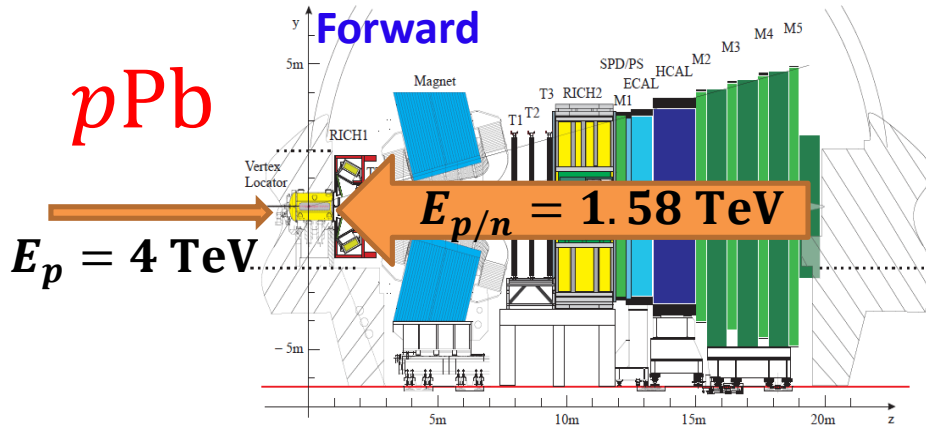 y
Forward
5m
pPb
Magnet
SPD/PS
ECAL
HCAL
M2
M3
M4
M5
T3
RICH2
M1
T1
T2
RICH1
Vertex
Locator
E_p/n = 1.58 TeV
E_p = 4 TeV
- 5m
5m
10m
15m
20m
z